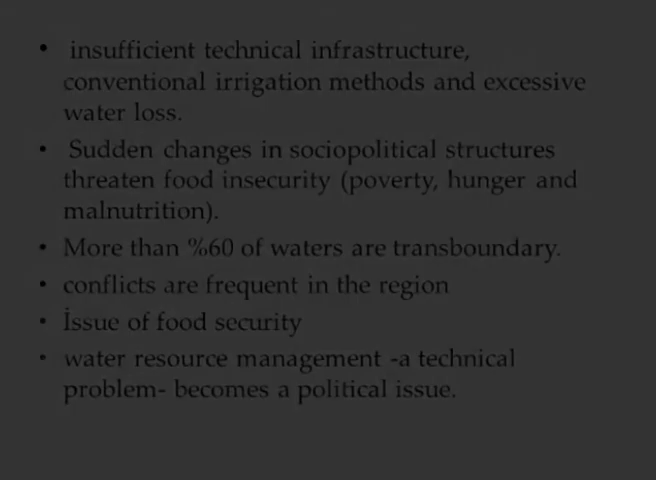 • insufficient technical infrastructure,
conventional irrigation methods and excessive
water loss.
• Sudden changes in sociopolitical structures
threaten food insecurity (poverty, hunger and
malnutrition).
• More than %60 of waters are transboundary.
• conflicts are frequent in the region
• İssue of food security
• water resource management -a technical
problem- becomes a political issue.